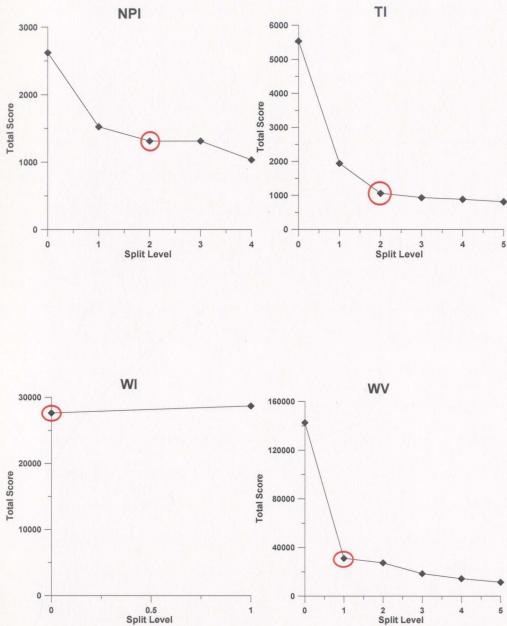 NPI
3000
2000
1000
0
Total Score
0 1 2 3 4
Split Level
TI
6000
5000
4000
3000
2000
1000
0
Total Score
0 1 2 3 4 5
Split Level
WI
30000
20000
10000
0
Total Score
0 0.5 1
Split Level
WV
160000
120000
80000
40000
0
Total Score
0 1 2 3 4 5
Split Level